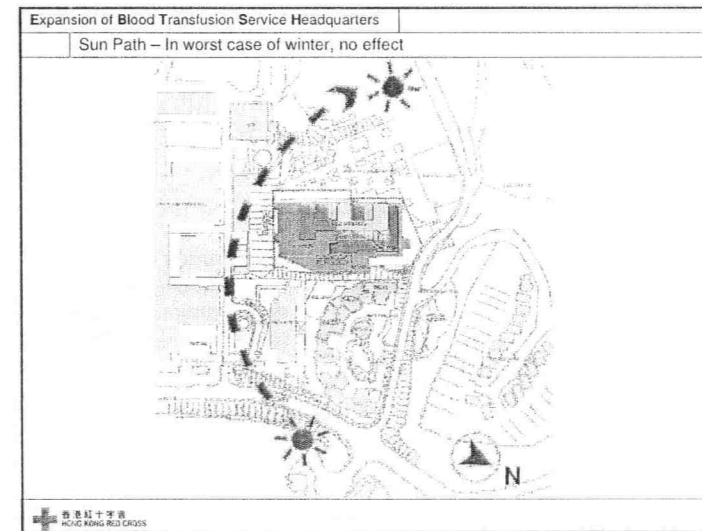 Expansion of Blood Transfusion Service Headquarters
Sun Path – In worst case of winter, no effect
N
香港紅十字會
HONG KONG RED CROSS